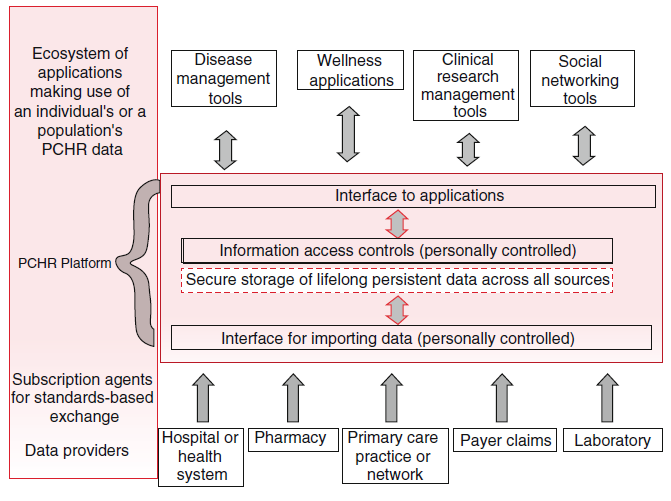 Ecosystem of
applications
making use of
an individual's or a
population's
PCHR data
Disease
management
tools
Wellness
applications
Clinical
research
management
tools
Social
networking
tools
PCHR Platform
Interface to applications
Information access controls (personally controlled)
Secure storage of lifelong persistent data across all sources
Interface for importing data (personally controlled)
Subscription agents
for standards-based
exchange
Data providers
Hospital or
health
system
Pharmacy
Primary care
practice or
network
Payer claims
Laboratory